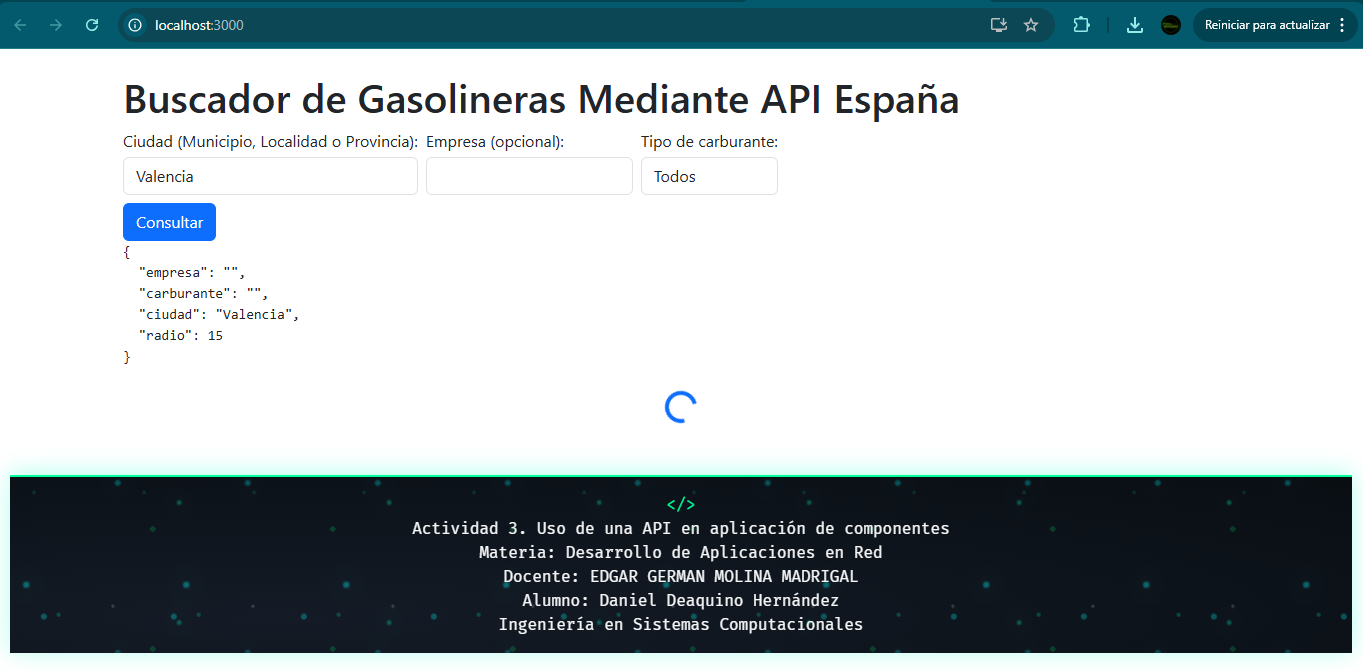 localhost:3000
Reiniciar para actualizar
Buscador de Gasolineras Mediante API España
Ciudad (Municipio, Localidad o Provincia): Empresa (opcional): Tipo de carburante:
Valencia Todos
Consultar
{
  "empresa": "",
  "carburante": "",
  "ciudad": "Valencia",
  "radio": 15
}
</>
Actividad 3. Uso de una API en aplicación de componentes
Materia: Desarrollo de Aplicaciones en Red
Docente: EDGAR GERMAN MOLINA MADRIGAL
Alumno: Daniel Deaquino Hernández
Ingeniería en Sistemas Computacionales